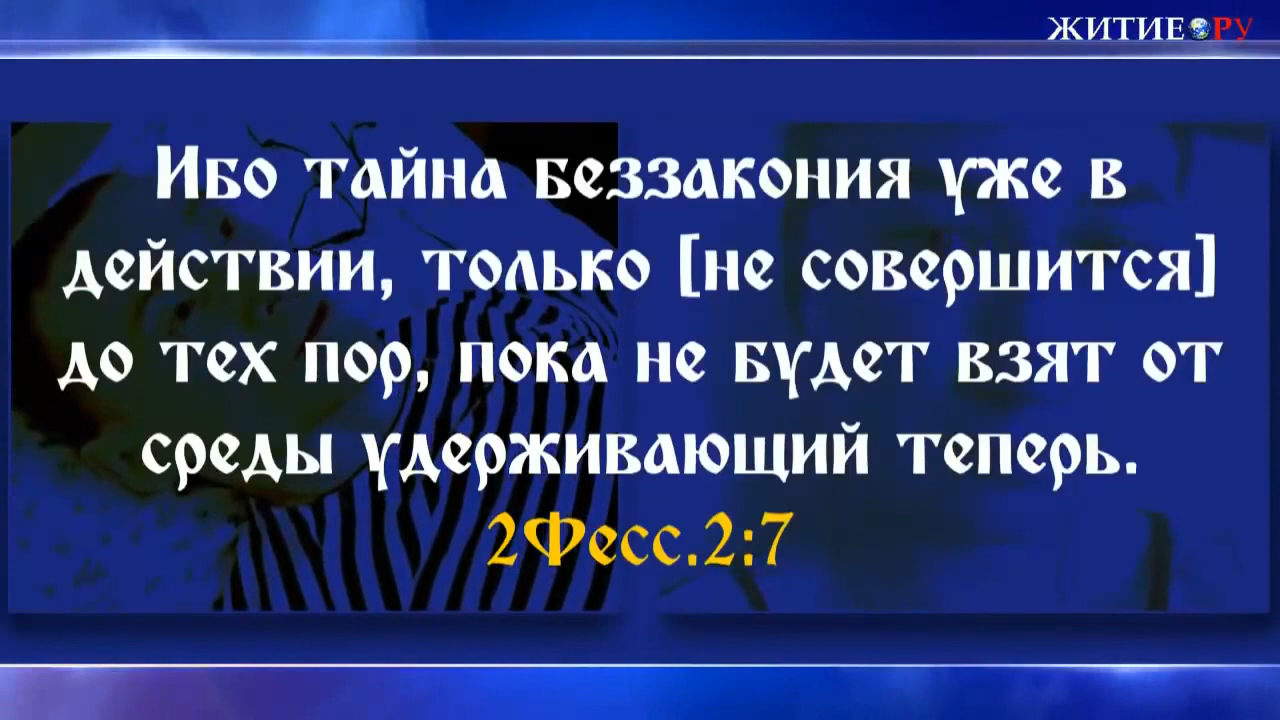 ЖИТИЕ РУ
Ибо тайна беззакония уже в
действии, только [не совершится]
до тех пор, пока не будет взят от
среды удерживающий теперь.
2Фесс.2:7